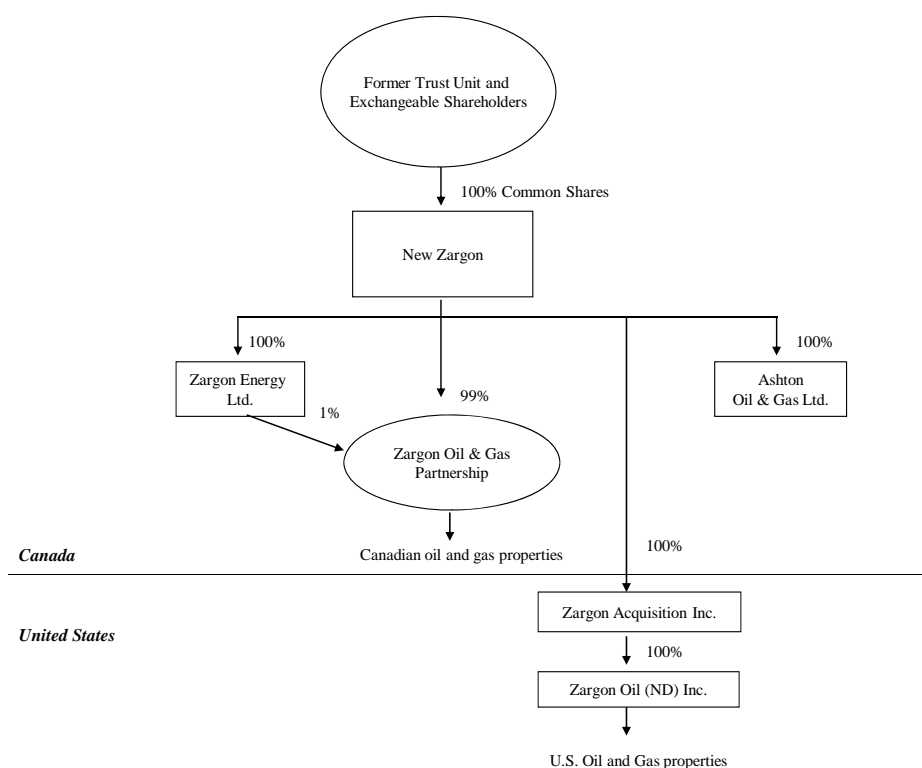 Former Trust Unit and
Exchangeable Shareholders
100% Common Shares
New Zargon
100%
100%
Zargon Energy
Ltd.
Ashton
Oil & Gas Ltd.
1%
99%
Zargon Oil & Gas
Partnership
Canada
Canadian oil and gas properties
100%
Zargon Acquisition Inc.
United States
100%
Zargon Oil (ND) Inc.
U.S. Oil and Gas properties